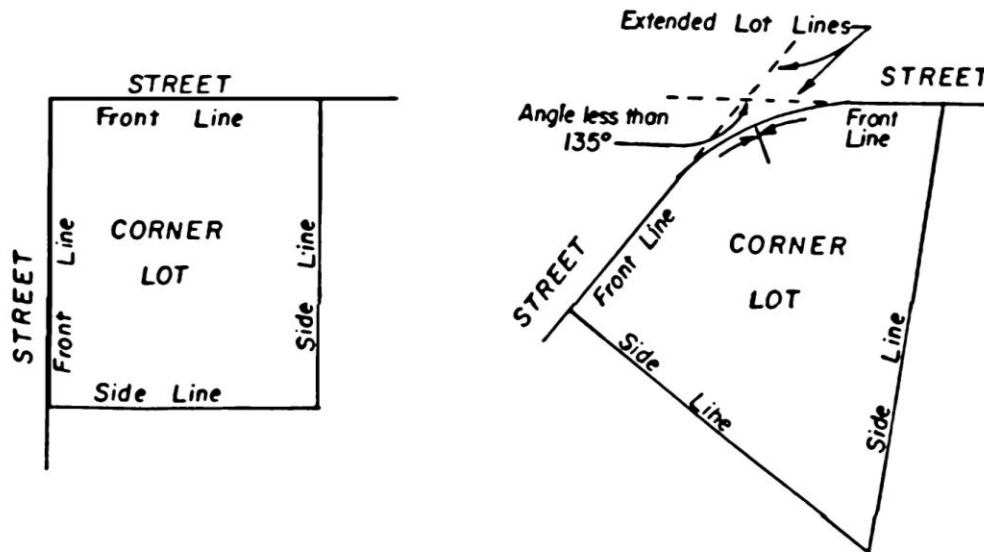 STREET
Front Line
STREET
Front Line
CORNER
LOT
Side Line
Side Line
Extended Lot Lines
STREET
Angle less than
135°
Front
Line
STREET
Front Line
CORNER
LOT
Side
Line
Side Line